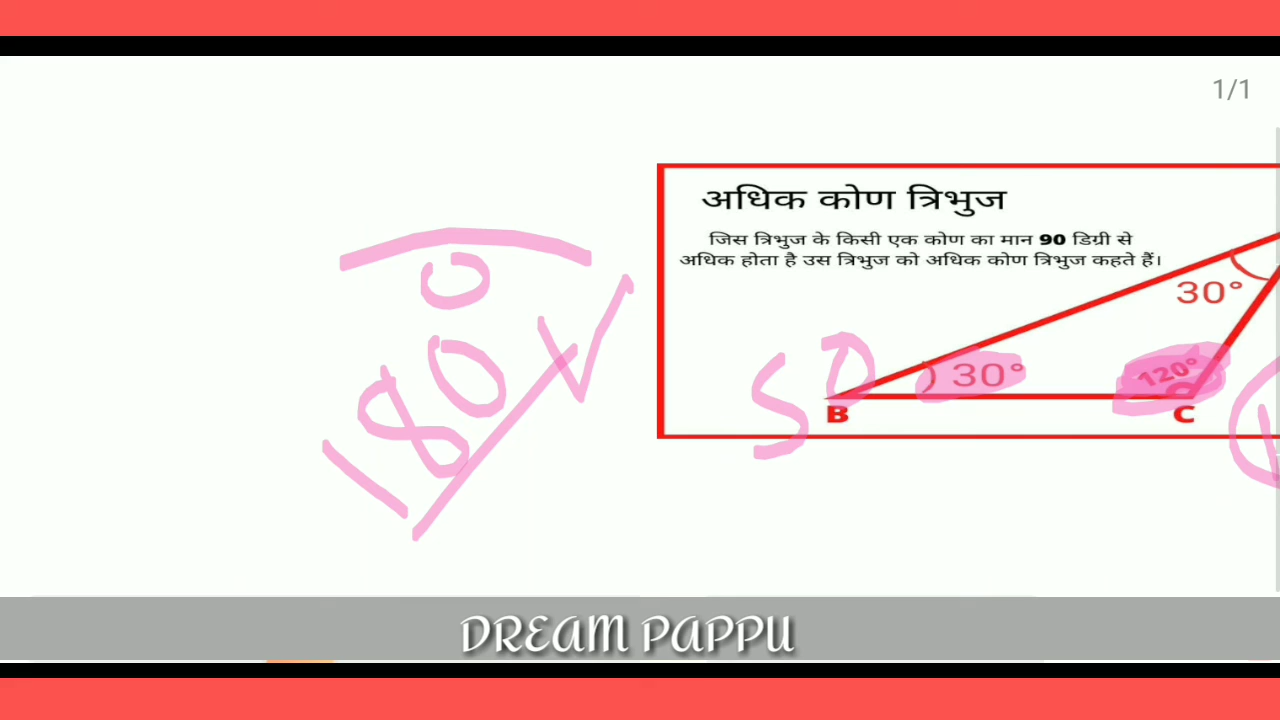 1/1
अधिक कोण त्रिभुज
जिस त्रिभुज के किसी एक कोण का मान 90 डिग्री से
अधिक होता है उस त्रिभुज को अधिक कोण त्रिभुज कहते हैं।
30°
180°
50
30°
120°
B
C
DREAM PAPPU